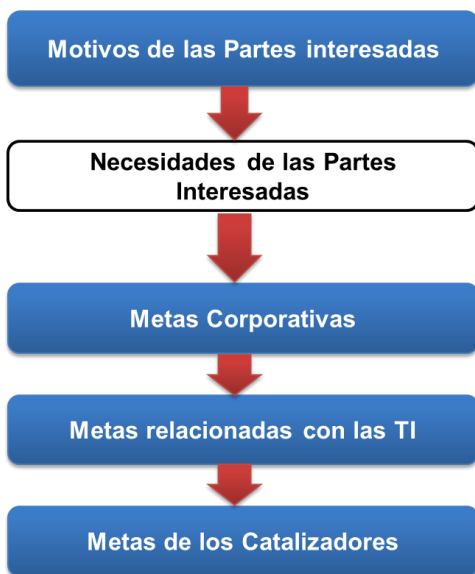 Motivos de las Partes interesadas
Necesidades de las Partes
Interesadas
Metas Corporativas
Metas relacionadas con las TI
Metas de los Catalizadores